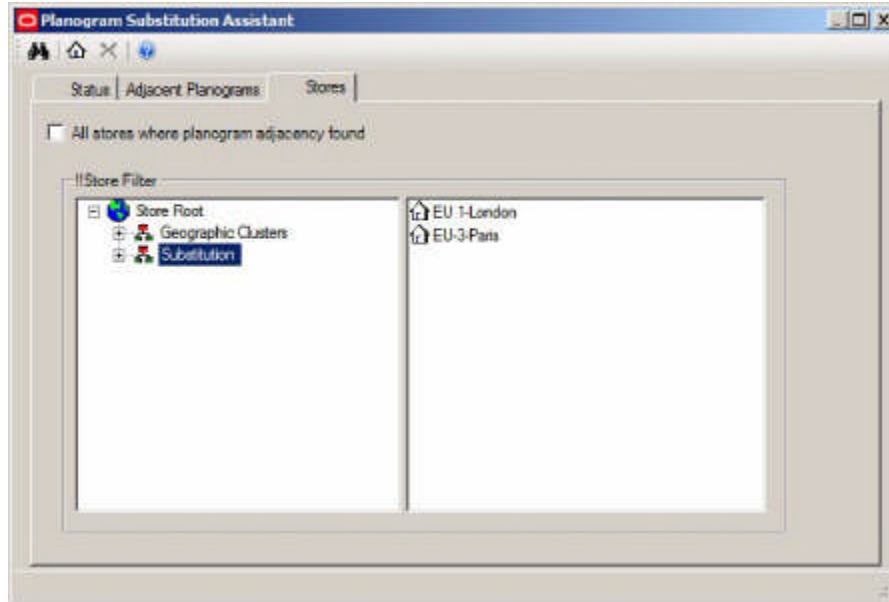 Planogram Substitution Assistant
Status
Adjacent Planograms
Stores
All stores where planogram adjacency found
!!Store Filter
Store Root
Geographic Clusters
Substitution
EU 1-London
EU-3-Paris